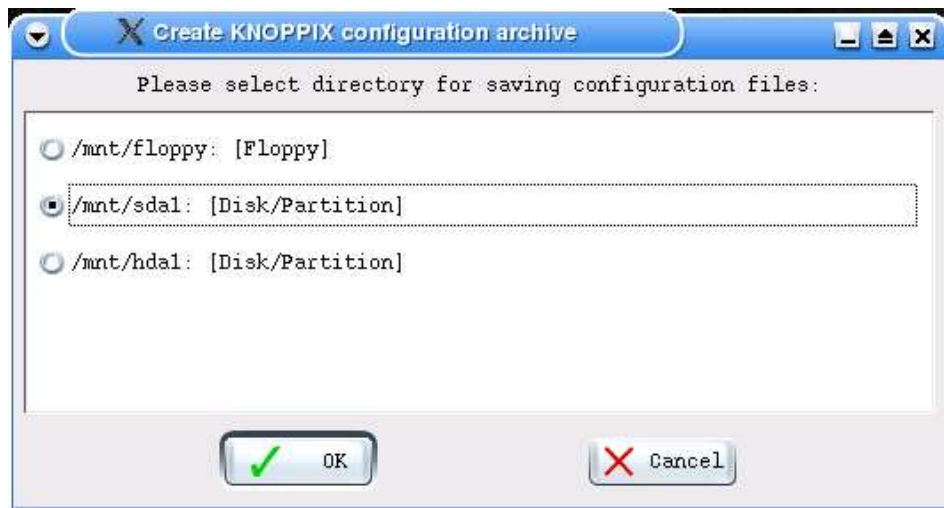 Create KNOPPIX configuration archive
Please select directory for saving configuration files:
/mnt/floppy: [Floppy]
/mnt/sda1: [Disk/Partition]
/mnt/hda1: [Disk/Partition]
OK
Cancel